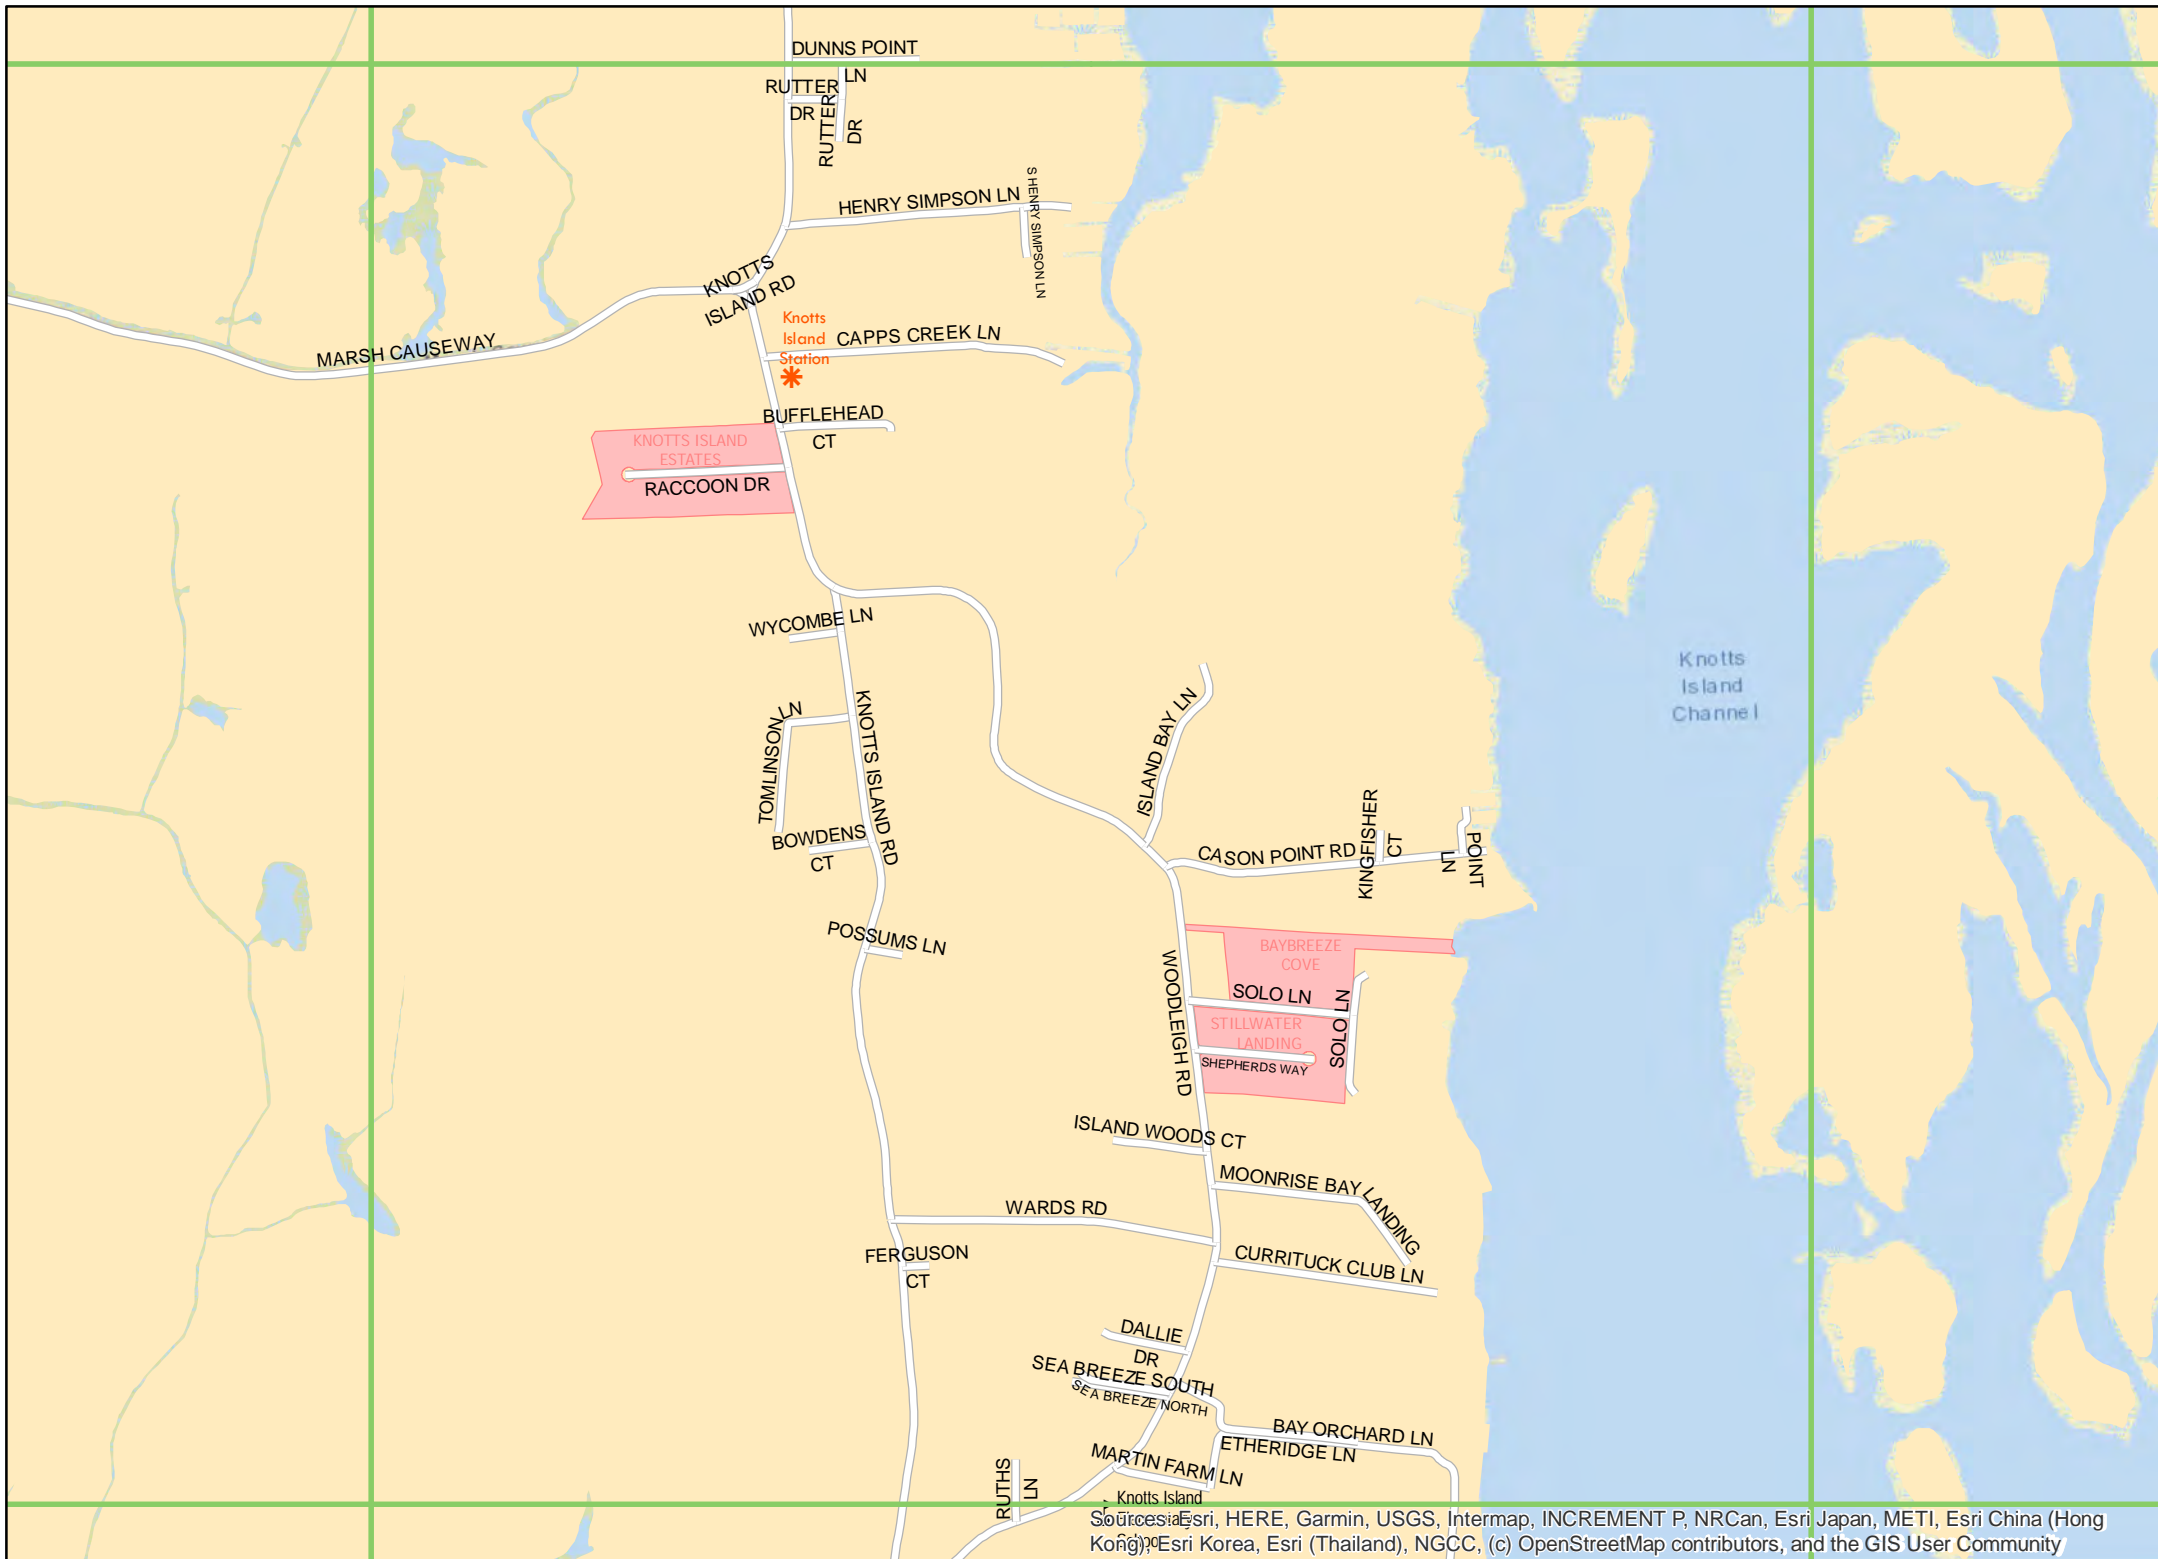 DUNNS POINT
LN
RUTTER
DR
RUTTER
DR
HENRY SIMPSON LN
S HENRY SIMPSON LN
KNOTTS
ISLAND RD
Knotts
Island
Station
CAPPS CREEK LN
MARSH CAUSEWAY
BUFFLEHEAD
CT
KNOTTS ISLAND
ESTATES
RACCOON DR
WYCOMBE LN
Knotts
Island
Channel
TOMLINSON LN
KNOTTS ISLAND RD
ISLAND BAY LN
BOWDENS
CT
CASON POINT RD
KINGFISHER
CT
POINT
LN
POSSUMS LN
BAYBREEZE
COVE
WOODLEIGH RD
SOLO LN
SOLO LN
STILLWATER
LANDING
SHEPHERDS WAY
ISLAND WOODS CT
MOONRISE BAY LANDING
WARDS RD
FERGUSON
CT
CURRITUCK CLUB LN
DALLIE
DR
SEA BREEZE SOUTH
SEA BREEZE NORTH
BAY ORCHARD LN
ETHERIDGE LN
MARTIN FARM LN
RUTHS
LN
Knotts Island
Sources: Esri, HERE, Garmin, USGS, Intermap, INCREMENT P, NRCan, Esri Japan, METI, Esri China (Hong
Kong), Esri Korea, Esri (Thailand), NGCC, (c) OpenStreetMap contributors, and the GIS User Community